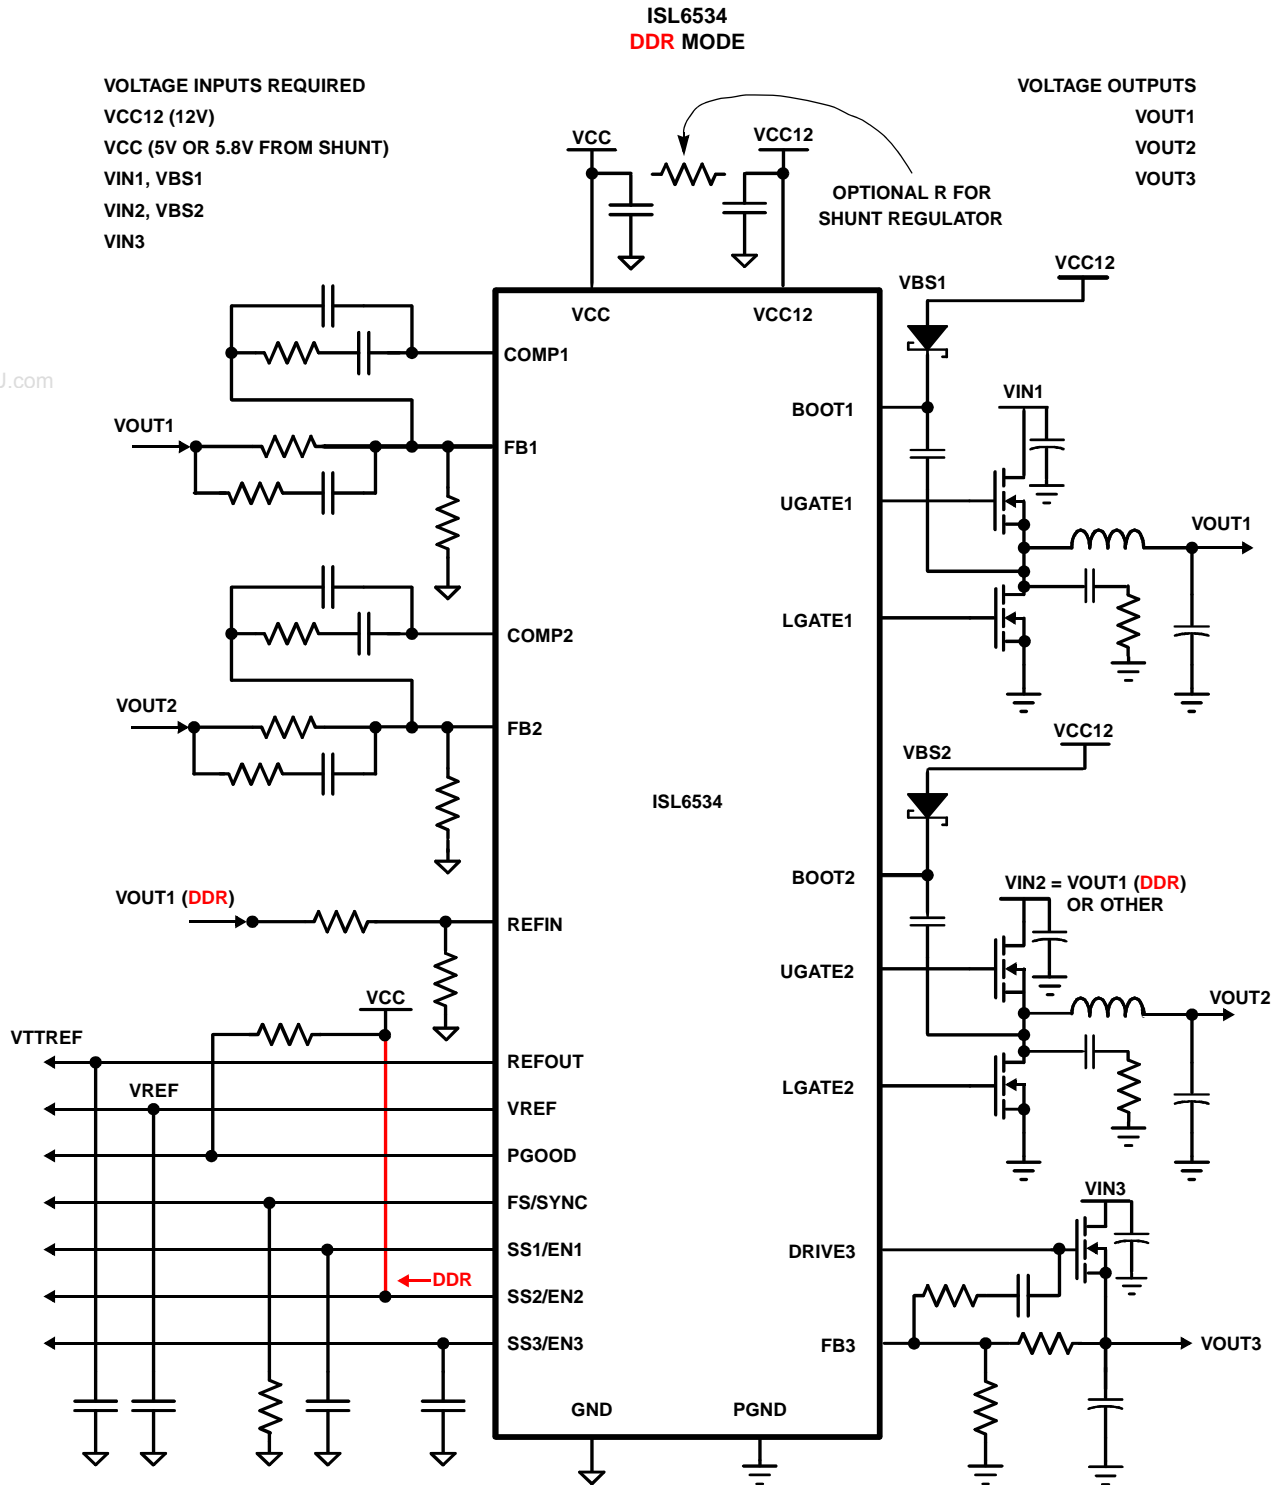 ISL6534
DDR MODE
VOLTAGE INPUTS REQUIRED
VCC12 (12V)
VCC (5V OR 5.8V FROM SHUNT)
VIN1, VBS1
VIN2, VBS2
VIN3
VOLTAGE OUTPUTS
VOUT1
VOUT2
VOUT3
VCC
VCC12
OPTIONAL R FOR
SHUNT REGULATOR
VCC
VCC12
COMP1
VOUT1
FB1
COMP2
VOUT2
FB2
ISL6534
VOUT1 (DDR)
REFIN
VCC
VTTREF
REFOUT
VREF
VREF
PGOOD
FS/SYNC
SS1/EN1
DDR
SS2/EN2
SS3/EN3
GND
PGND
VBS1
VCC12
BOOT1
VIN1
UGATE1
VOUT1
LGATE1
VBS2
VCC12
BOOT2
VIN2 = VOUT1 (DDR)
OR OTHER
UGATE2
VOUT2
LGATE2
VIN3
DRIVE3
FB3
VOUT3